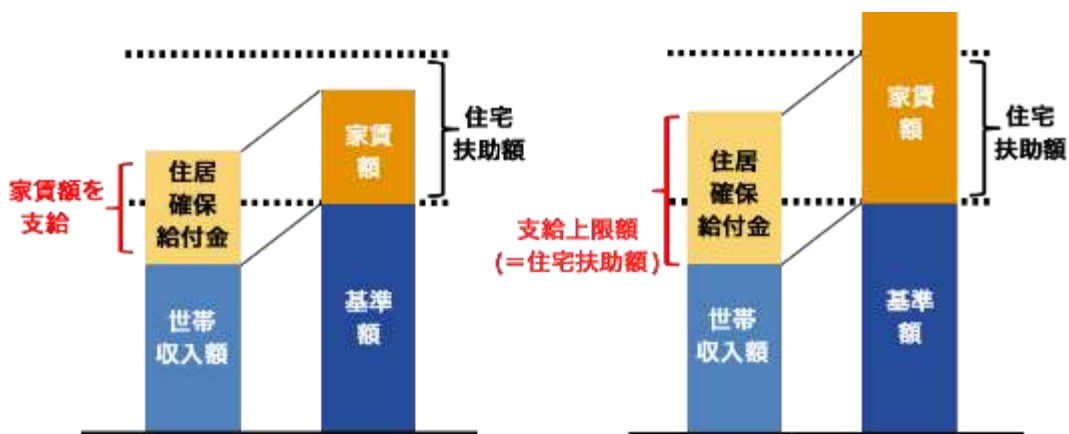 家賃額を
支給
住居
確保
給付金
世帯
収入額
家賃
額
基準
額
住宅
扶助額
支給上限額
(=住宅扶助額)
住居
確保
給付金
世帯
収入額
家賃
額
基準
額
住宅
扶助額